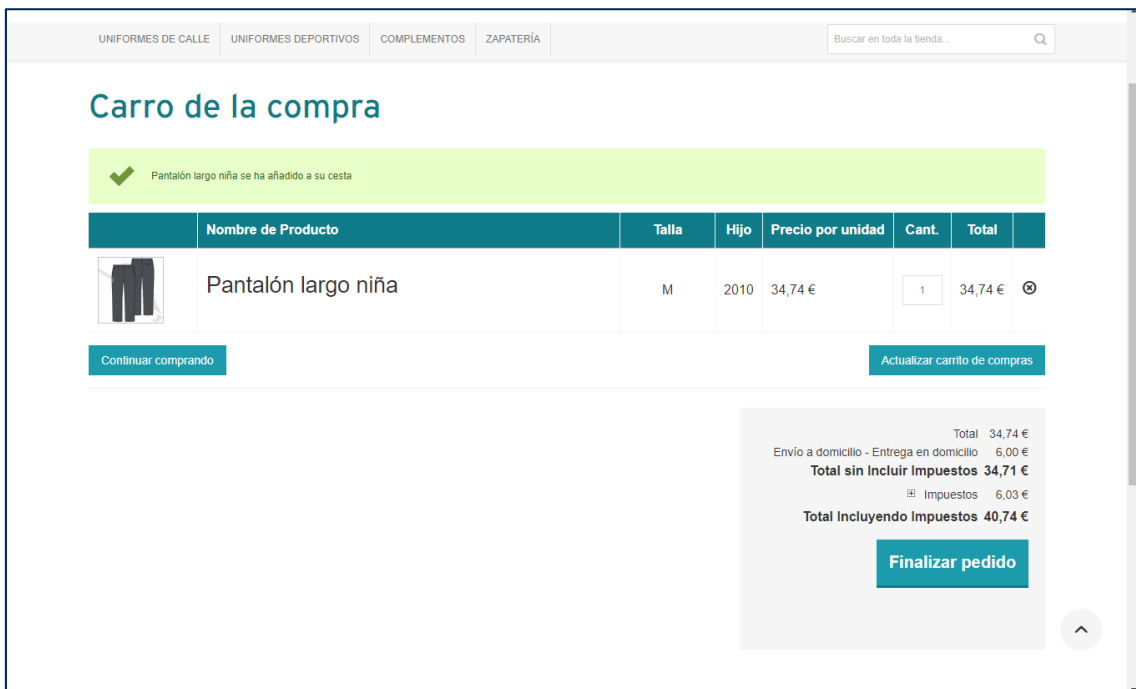 UNIFORMES DE CALLE UNIFORMES DEPORTIVOS COMPLEMENTOS ZAPATERÍA Buscar en toda la tienda...
Carro de la compra
Pantalón largo niña se ha añadido a su cesta
Nombre de Producto Talla Hijo Precio por unidad Cant. Total
Pantalón largo niña M 2010 34,74 € 1 34,74 €
Continuar comprando Actualizar carrito de compras
Total 34,74 €
Envío a domicilio - Entrega en domicilio 6,00 €
Total sin Incluir Impuestos 34,71 €
Impuestos 6,03 €
Total Incluyendo Impuestos 40,74 €
Finalizar pedido